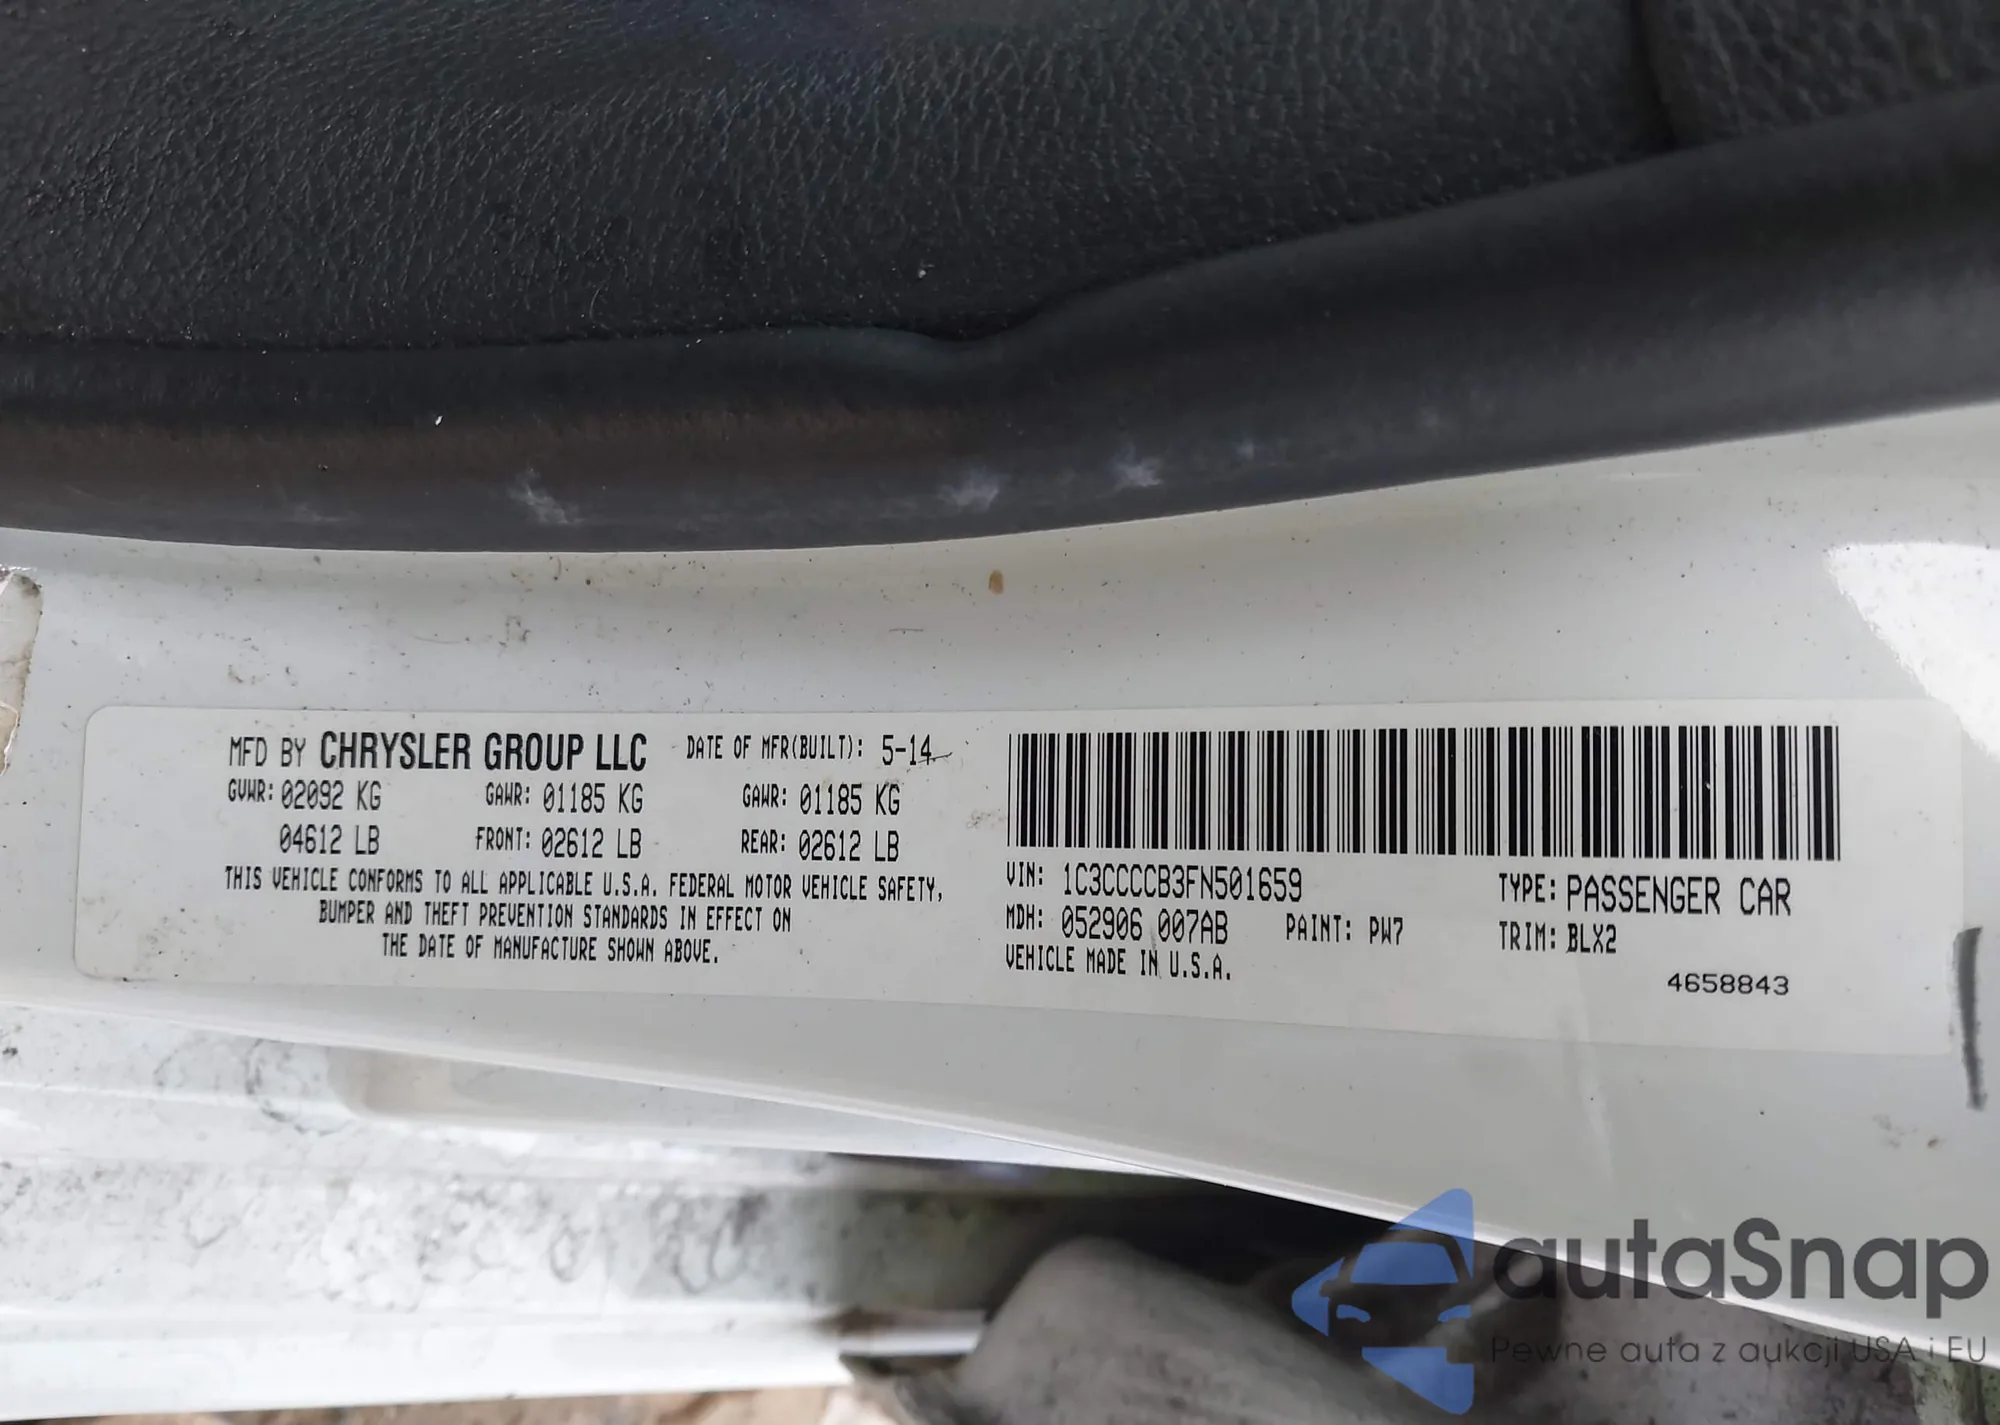 MFD BY CHRYSLER GROUP LLC DATE OF MFR(BUILT): 5-14
GVWR: 02092 KG GAWR: 01185 KG GAWR: 01185 KG
04612 LB FRONT: 02612 LB REAR: 02612 LB
THIS VEHICLE CONFORMS TO ALL APPLICABLE U.S.A. FEDERAL MOTOR VEHICLE SAFETY,
BUMPER AND THEFT PREVENTION STANDARDS IN EFFECT ON
THE DATE OF MANUFACTURE SHOWN ABOVE.
VIN: 1C3CCCCB3FN501659 TYPE: PASSENGER CAR
MDH: 052906 007AB PAINT: PW7 TRIM: BLX2
VEHICLE MADE IN U.S.A.
4658843
autaSnap
Pewne auta z aukcji USA i EU